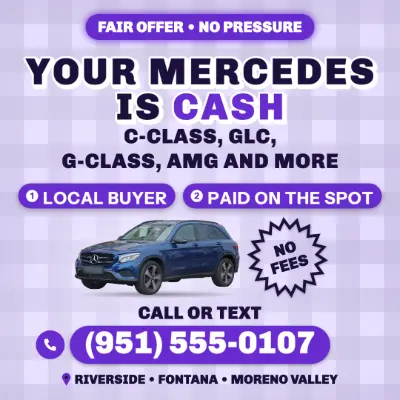 FAIR OFFER • NO PRESSURE
YOUR MERCEDES
IS CASH
C-CLASS, GLC,
G-CLASS, AMG AND MORE
1 LOCAL BUYER
2 PAID ON THE SPOT
NO
FEES
CALL OR TEXT
(951) 555-0107
RIVERSIDE • FONTANA • MORENO VALLEY